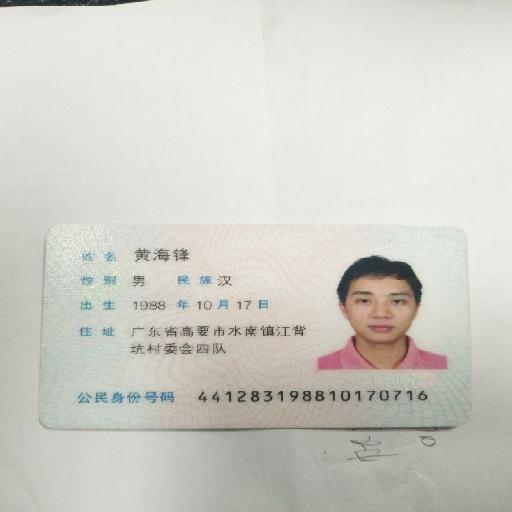 姓名 黄海锋
性别 男 民族 汉
出生 1988 年 10 月 17 日
住址 广东省高要市水南镇江背
坑村委会四队
公民身份号码 441283198810170716